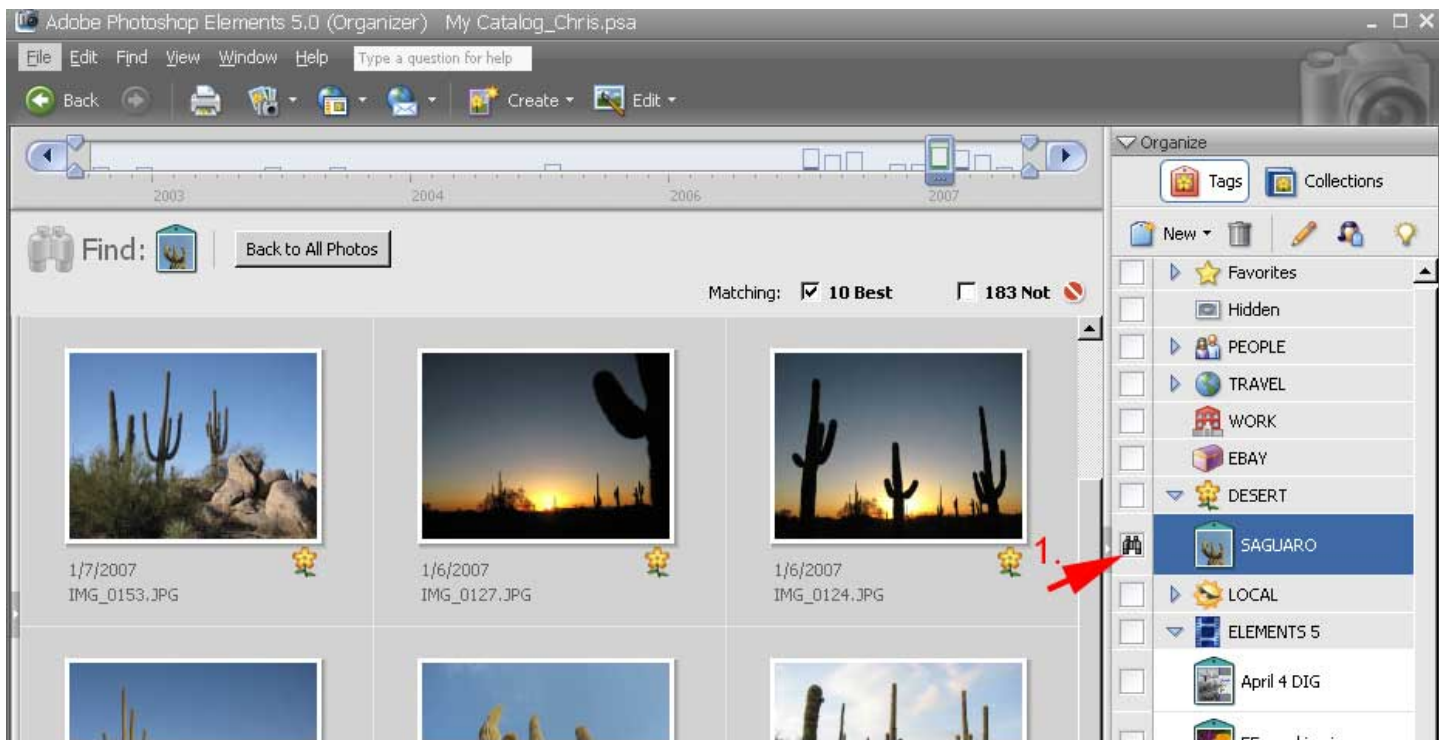 Adobe Photoshop Elements 5.0 (Organizer) My Catalog_Chris.psa
File Edit Find View Window Help Type a question for help
Back Create Edit
2003 2004 2006 2007
Find: Back to All Photos
Matching: 10 Best 183 Not
1/7/2007
IMG_0153.JPG
1/6/2007
IMG_0127.JPG
1/6/2007
IMG_0124.JPG
1.
Organize
Tags Collections
New
Favorites
Hidden
PEOPLE
TRAVEL
WORK
EBAY
DESERT
SAGUARO
LOCAL
ELEMENTS 5
April 4 DIG